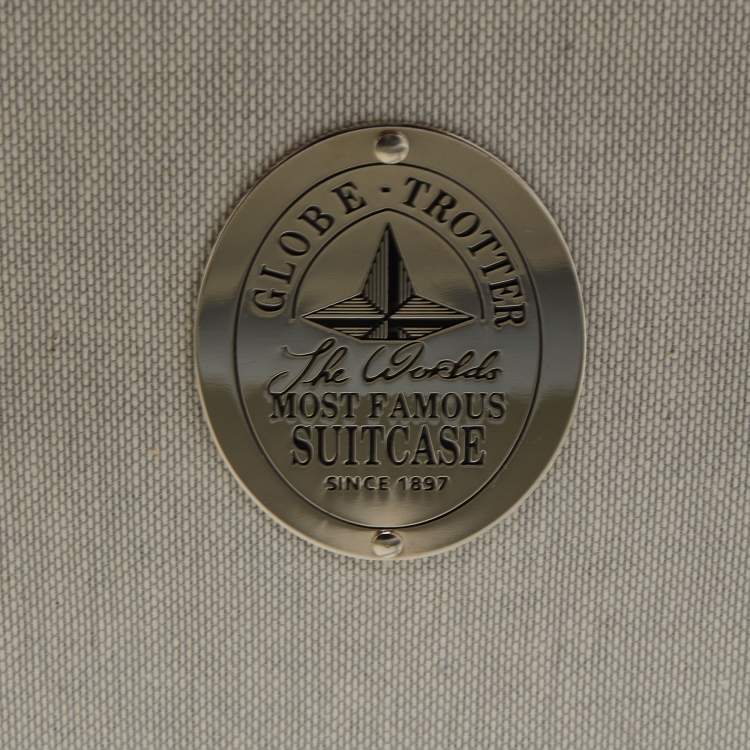 GLOBE - TROTTER
The Worlds
MOST FAMOUS
SUITCASE
SINCE 1897